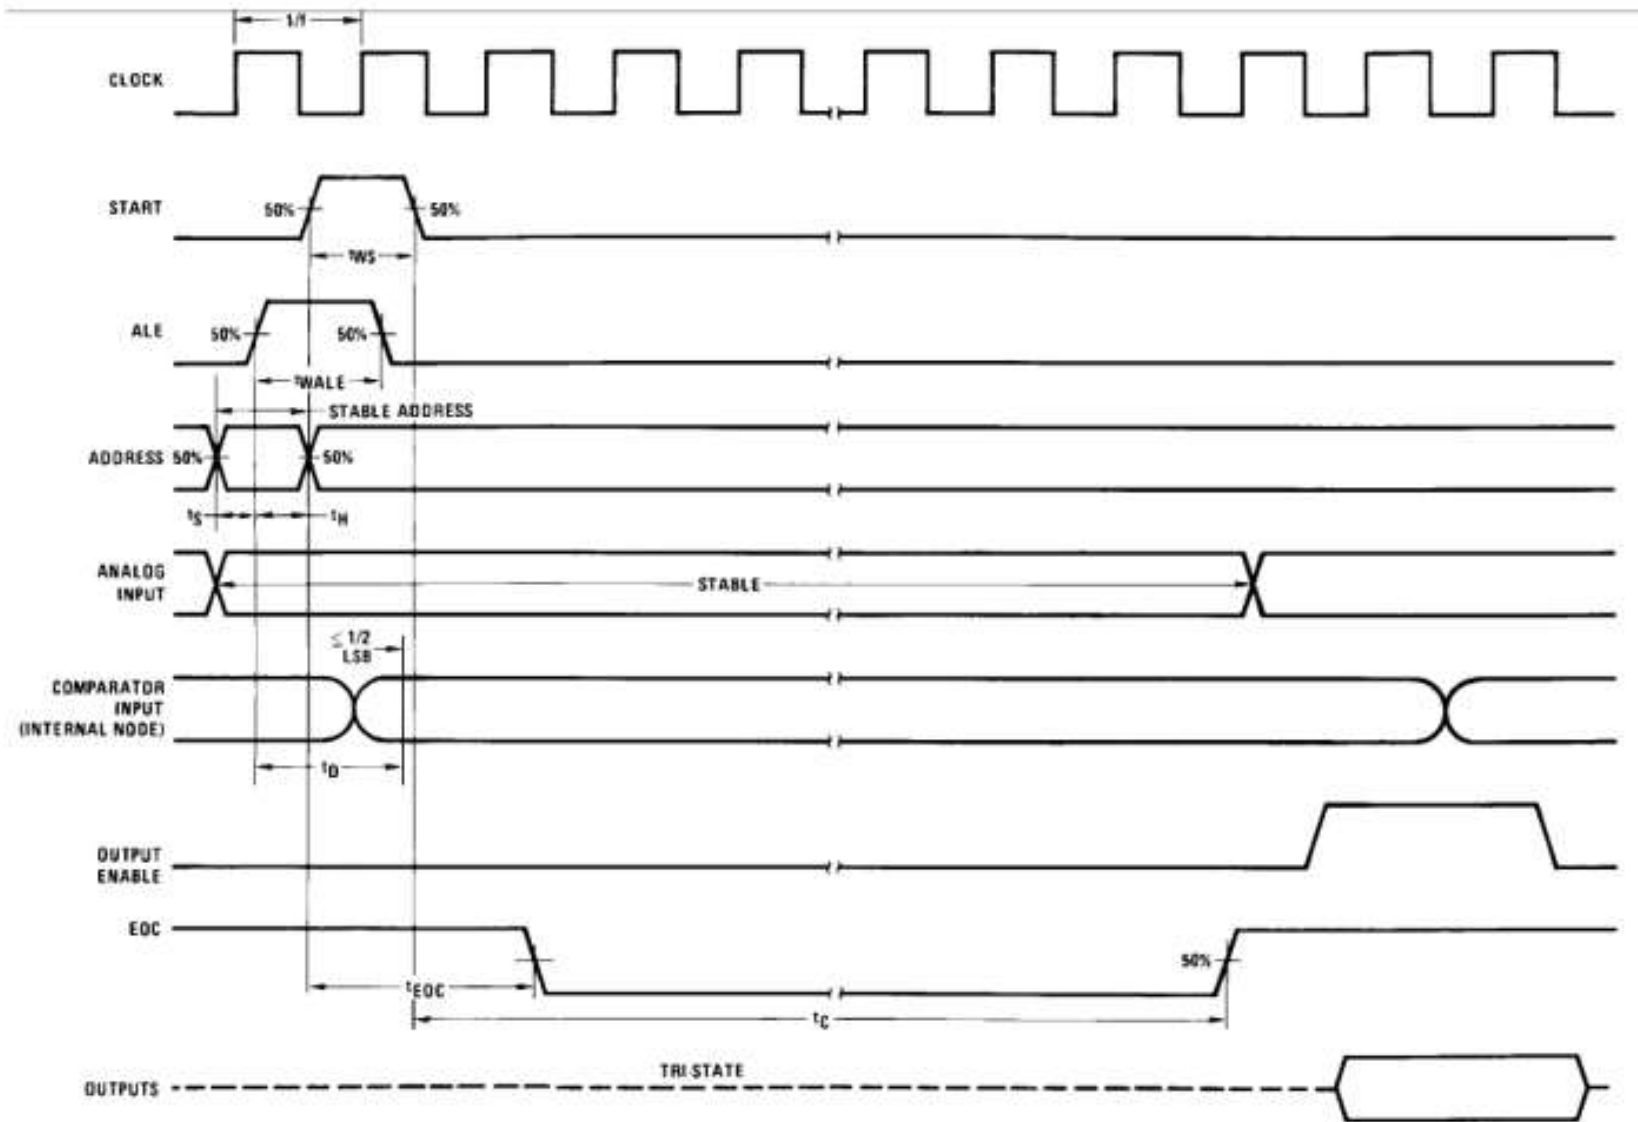 1/f
CLOCK
START
50%
50%
tWS
ALE
50%
50%
tWALE
STABLE ADDRESS
ADDRESS
50%
50%
tS
tH
ANALOG
INPUT
STABLE
≤ 1/2
LSB
COMPARATOR
INPUT
(INTERNAL NODE)
tD
OUTPUT
ENABLE
EOC
50%
tEOC
tC
TRI-STATE
OUTPUTS